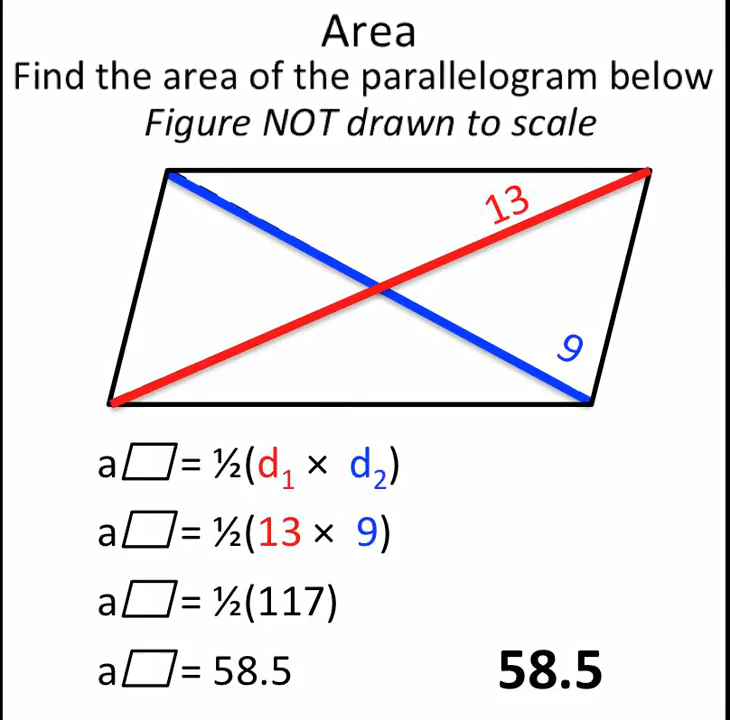 Area
Find the area of the parallelogram below
Figure NOT drawn to scale
13
9
a▱= ½(d₁ × d₂)
a▱= ½(13 × 9)
a▱= ½(117)
a▱= 58.5
58.5